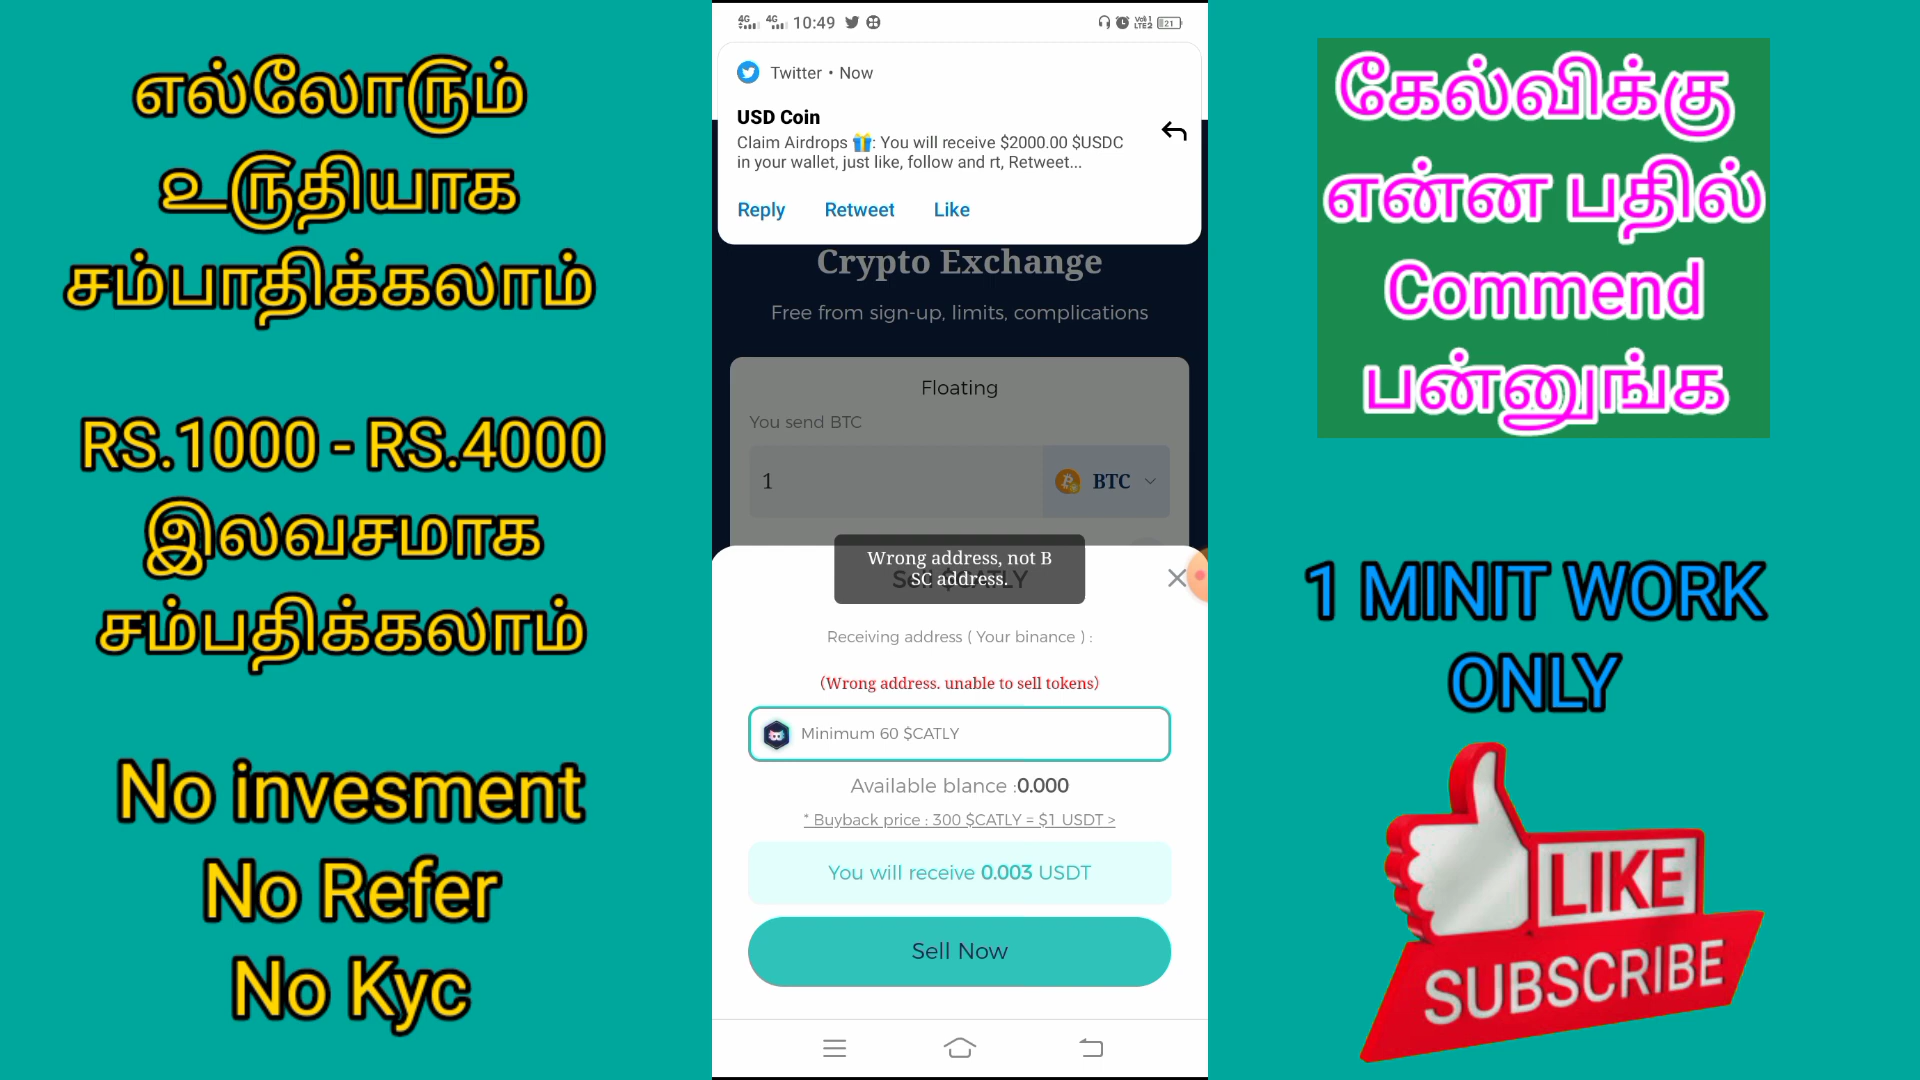 எல்லோரும்
உருதியாக
சம்பாதிக்கலாம்
RS.1000 - RS.4000
இலவசமாக
சம்பதிக்கலாம்
No invesment
No Refer
No Kyc
4G 4G 10:49
Twitter • Now
USD Coin
Claim Airdrops 🎁: You will receive $2000.00 $USDC
in your wallet, just like, follow and rt, Retweet...
Reply Retweet Like
Crypto Exchange
Free from sign-up, limits, complications
Floating
You send BTC
1 BTC
Wrong address, not B
SC address.
Sell $CATLY
Receiving address ( Your binance ) :
(Wrong address. unable to sell tokens)
Minimum 60 $CATLY
Available blance :0.000
* Buyback price : 300 $CATLY = $1 USDT >
You will receive 0.003 USDT
Sell Now
கேல்விக்கு
என்ன பதில்
Commend
பண்னுங்க
1 MINIT WORK
ONLY
LIKE
SUBSCRIBE